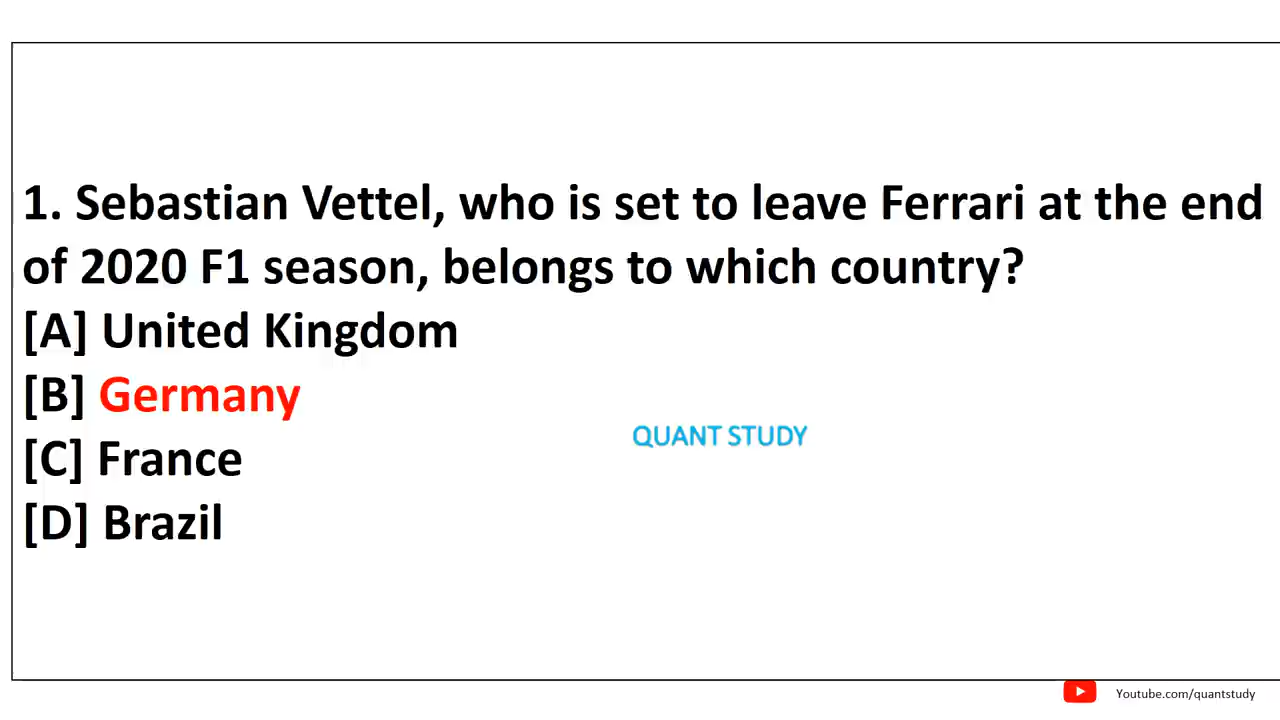 1. Sebastian Vettel, who is set to leave Ferrari at the end
of 2020 F1 season, belongs to which country?
[A] United Kingdom
[B] Germany
[C] France
[D] Brazil
QUANT STUDY
Youtube.com/quantstudy